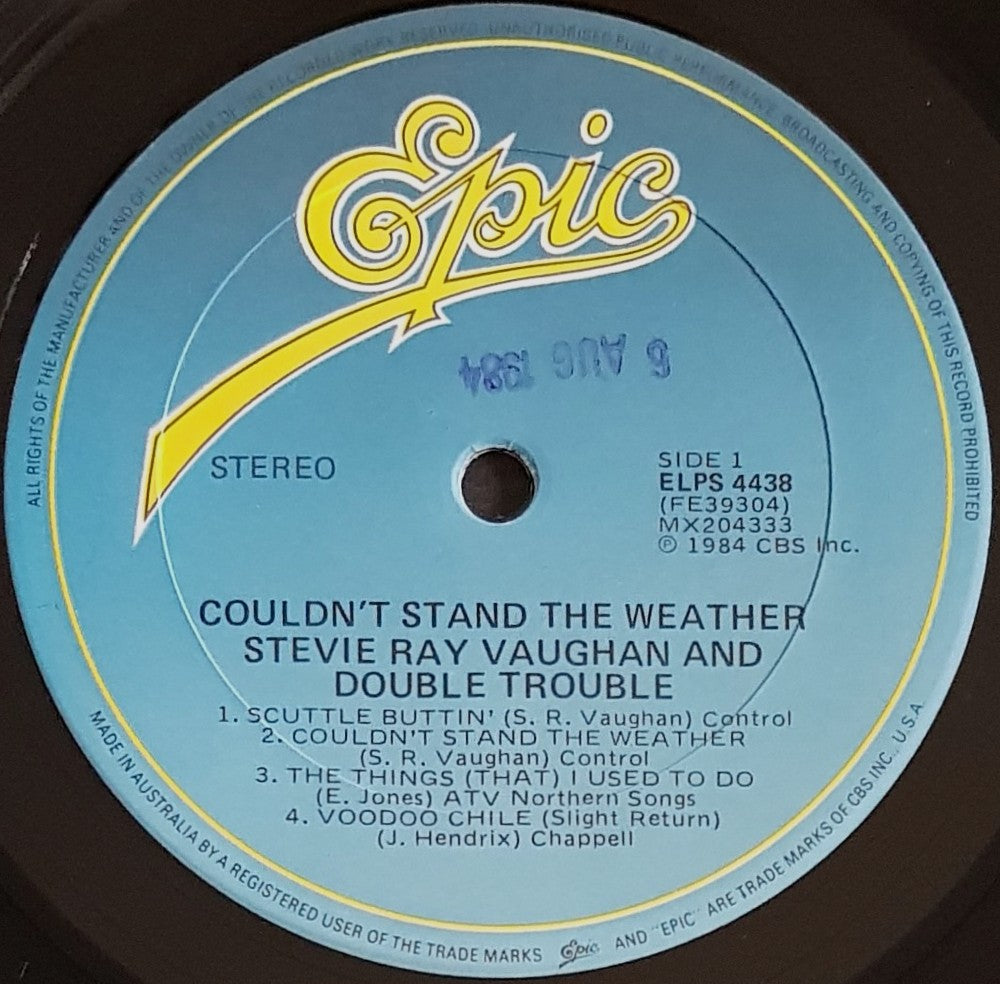 ALL RIGHTS OF THE MANUFACTURER AND OF THE OWNER OF THE RECORDED WORK RESERVED. UNAUTHORISED PUBLIC PERFORMANCE, BROADCASTING AND COPYING OF THIS RECORD PROHIBITED
Epic
6 AUG 1984
STEREO
SIDE 1
ELPS 4438
(FE39304)
MX204333
℗ 1984 CBS Inc.
COULDN'T STAND THE WEATHER
STEVIE RAY VAUGHAN AND
DOUBLE TROUBLE
1. SCUTTLE BUTTIN' (S. R. Vaughan) Control
2. COULDN'T STAND THE WEATHER
(S. R. Vaughan) Control
3. THE THINGS (THAT) I USED TO DO
(E. Jones) ATV Northern Songs
4. VOODOO CHILE (Slight Return)
(J. Hendrix) Chappell
MADE IN AUSTRALIA BY A REGISTERED USER OF THE TRADE MARKS Epic AND "EPIC" ARE TRADE MARKS OF CBS INC., U.S.A.